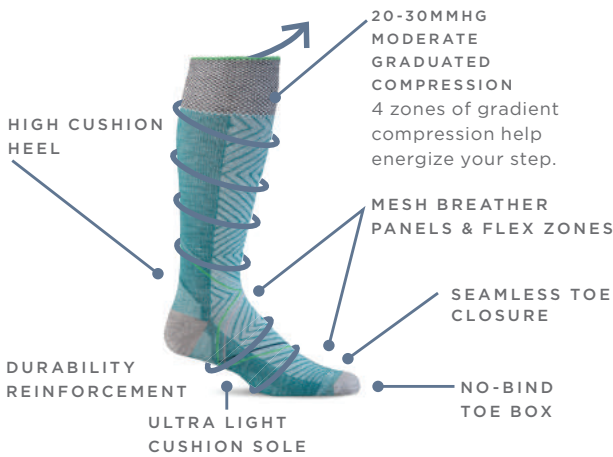 20-30MMHG
MODERATE
GRADUATED
COMPRESSION
4 zones of gradient
compression help
energize your step.
HIGH CUSHION
HEEL
MESH BREATHER
PANELS & FLEX ZONES
SEAMLESS TOE
CLOSURE
DURABILITY
REINFORCEMENT
NO-BIND
TOE BOX
ULTRA LIGHT
CUSHION SOLE